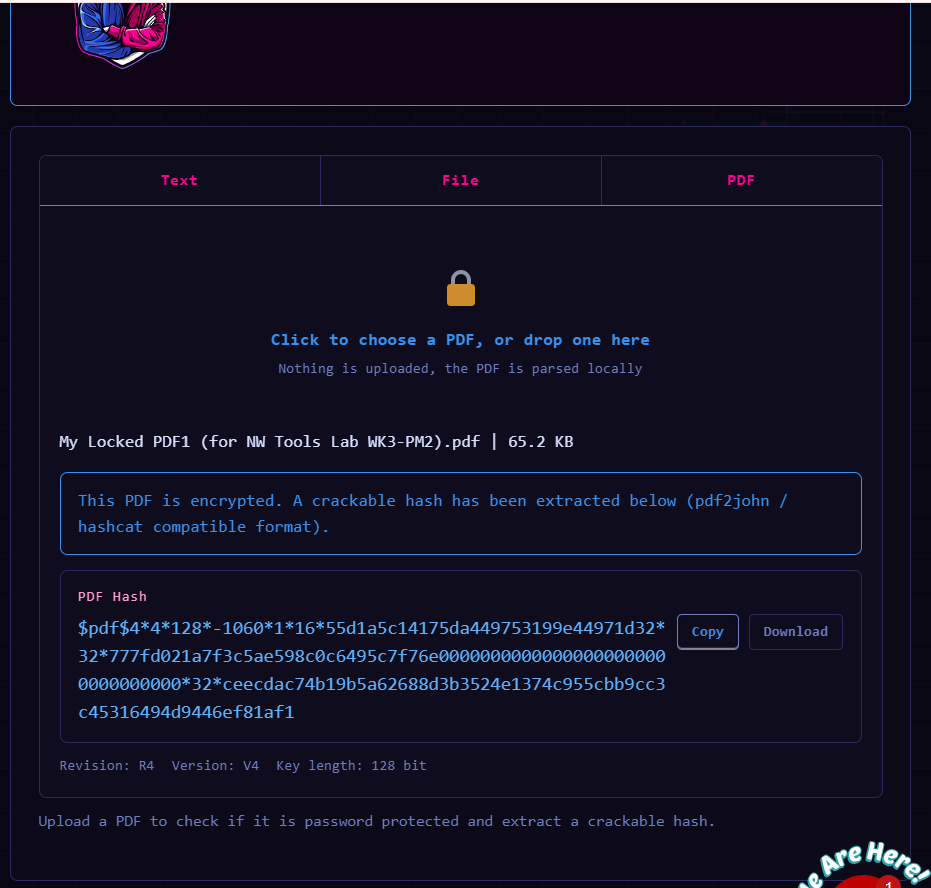 Text
File
PDF
Click to choose a PDF, or drop one here
Nothing is uploaded, the PDF is parsed locally
My Locked PDF1 (for NW Tools Lab WK3-PM2).pdf | 65.2 KB
This PDF is encrypted. A crackable hash has been extracted below (pdf2john /
hashcat compatible format).
PDF Hash
$pdf$4*4*128*-1060*1*16*55d1a5c14175da449753199e44971d32*
32*777fd021a7f3c5ae598c0c6495c7f76e0000000000000000000000
0000000000*32*ceecdac74b19b5a62688d3b3524e1374c955cbb9cc3
c45316494d9446ef81af1
Copy
Download
Revision: R4 Version: V4 Key length: 128 bit
Upload a PDF to check if it is password protected and extract a crackable hash.
Are Here!
1